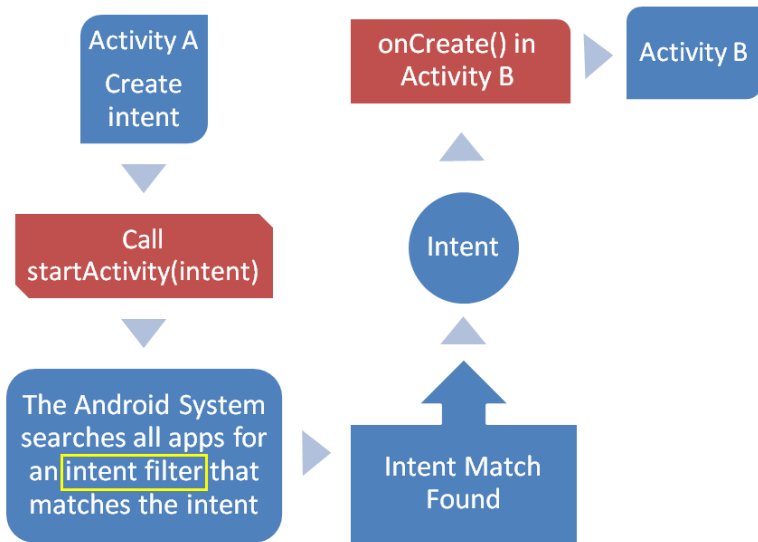 Activity A
Create
intent
Call
startActivity(intent)
The Android System
searches all apps for
an intent filter that
matches the intent
Intent Match
Found
Intent
onCreate() in
Activity B
Activity B